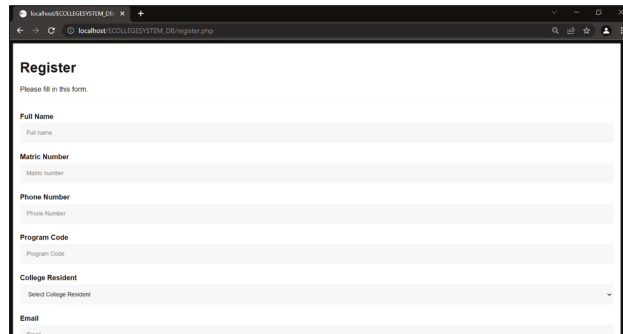 localhost/ECOLLEGESYSTEM_DB/
localhost/ECOLLEGESYSTEM_DB/register.php
Register
Please fill in this form.
Full Name
Full name
Matric Number
Matric number
Phone Number
Phone Number
Program Code
Program Code
College Resident
Select College Resident
Email
Email